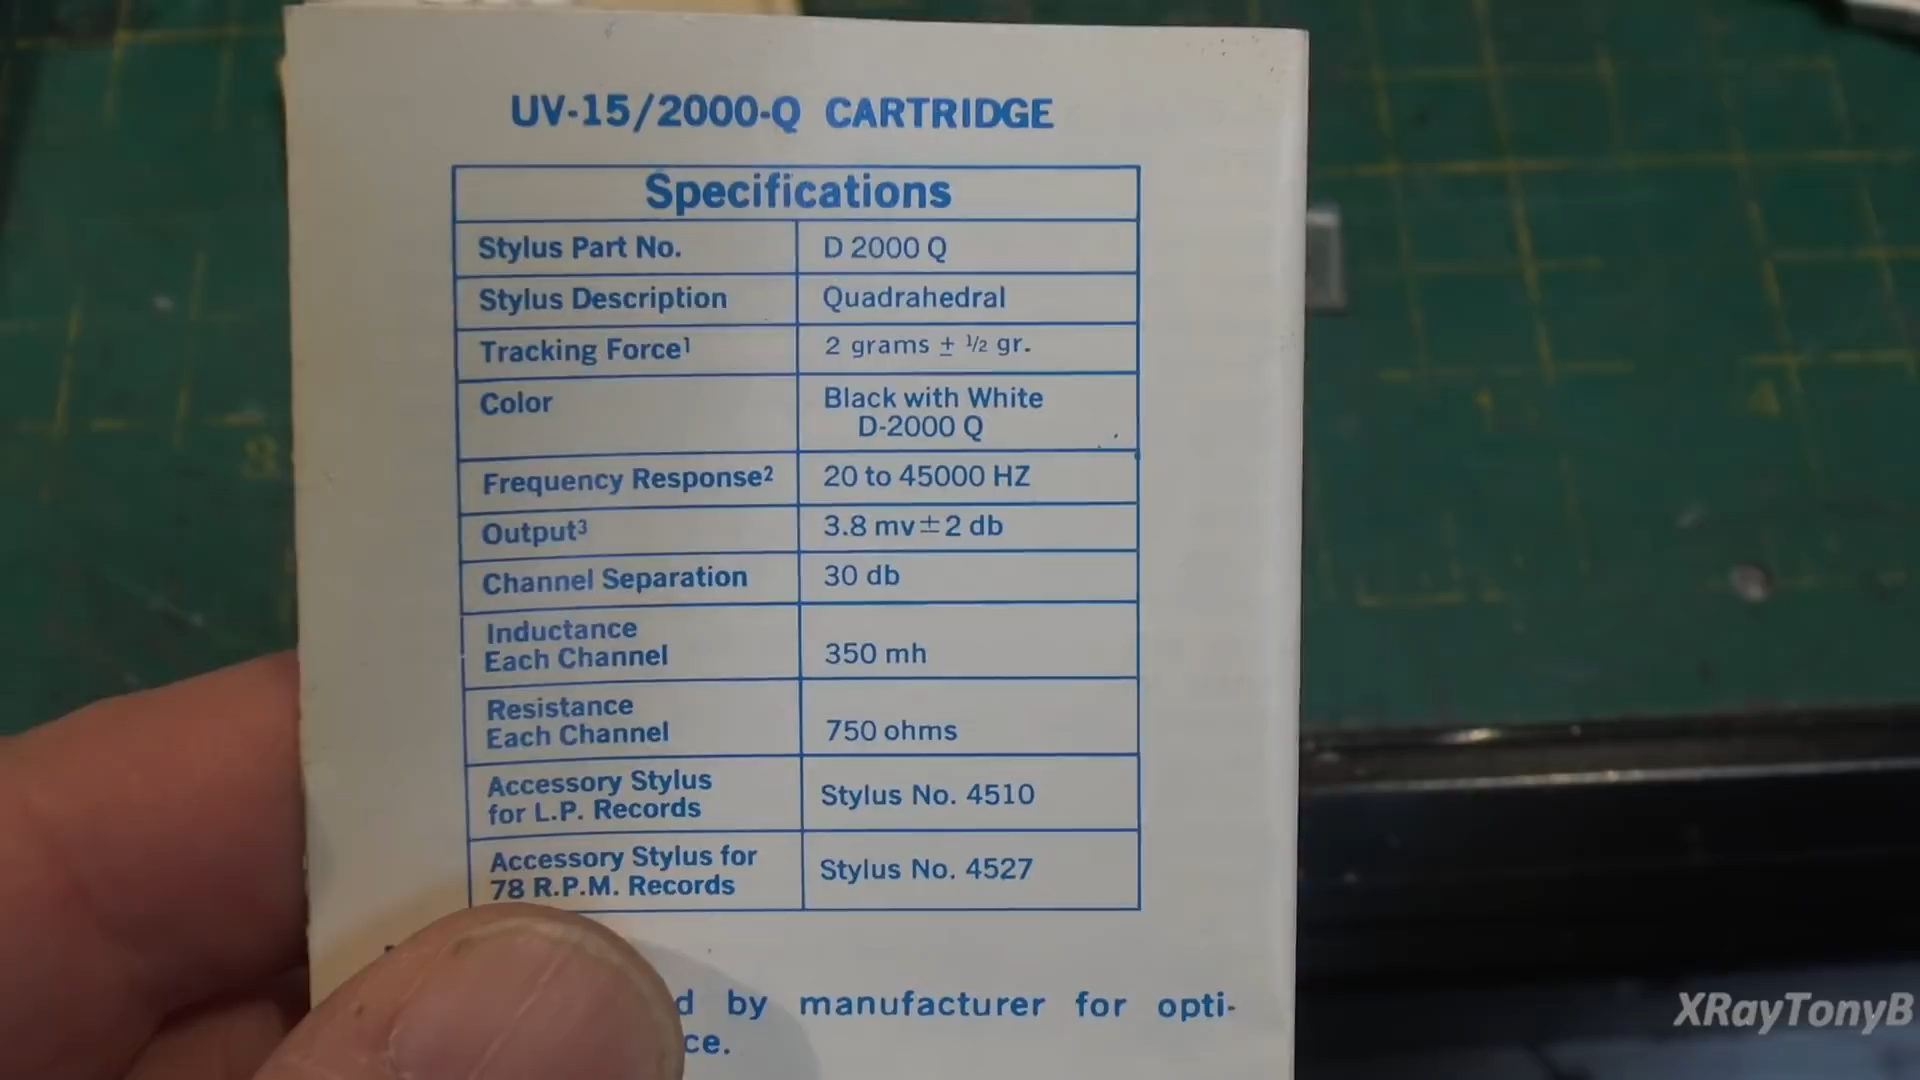 UV-15/2000-Q CARTRIDGE
Specifications
Stylus Part No. D 2000 Q
Stylus Description Quadrahedral
Tracking Force¹ 2 grams ± ½ gr.
Color Black with White
D-2000 Q
Frequency Response² 20 to 45000 HZ
Output³ 3.8 mv±2 db
Channel Separation 30 db
Inductance
Each Channel 350 mh
Resistance
Each Channel 750 ohms
Accessory Stylus
for L.P. Records Stylus No. 4510
Accessory Stylus for
78 R.P.M. Records Stylus No. 4527
by manufacturer for opti-
XRayTonyB